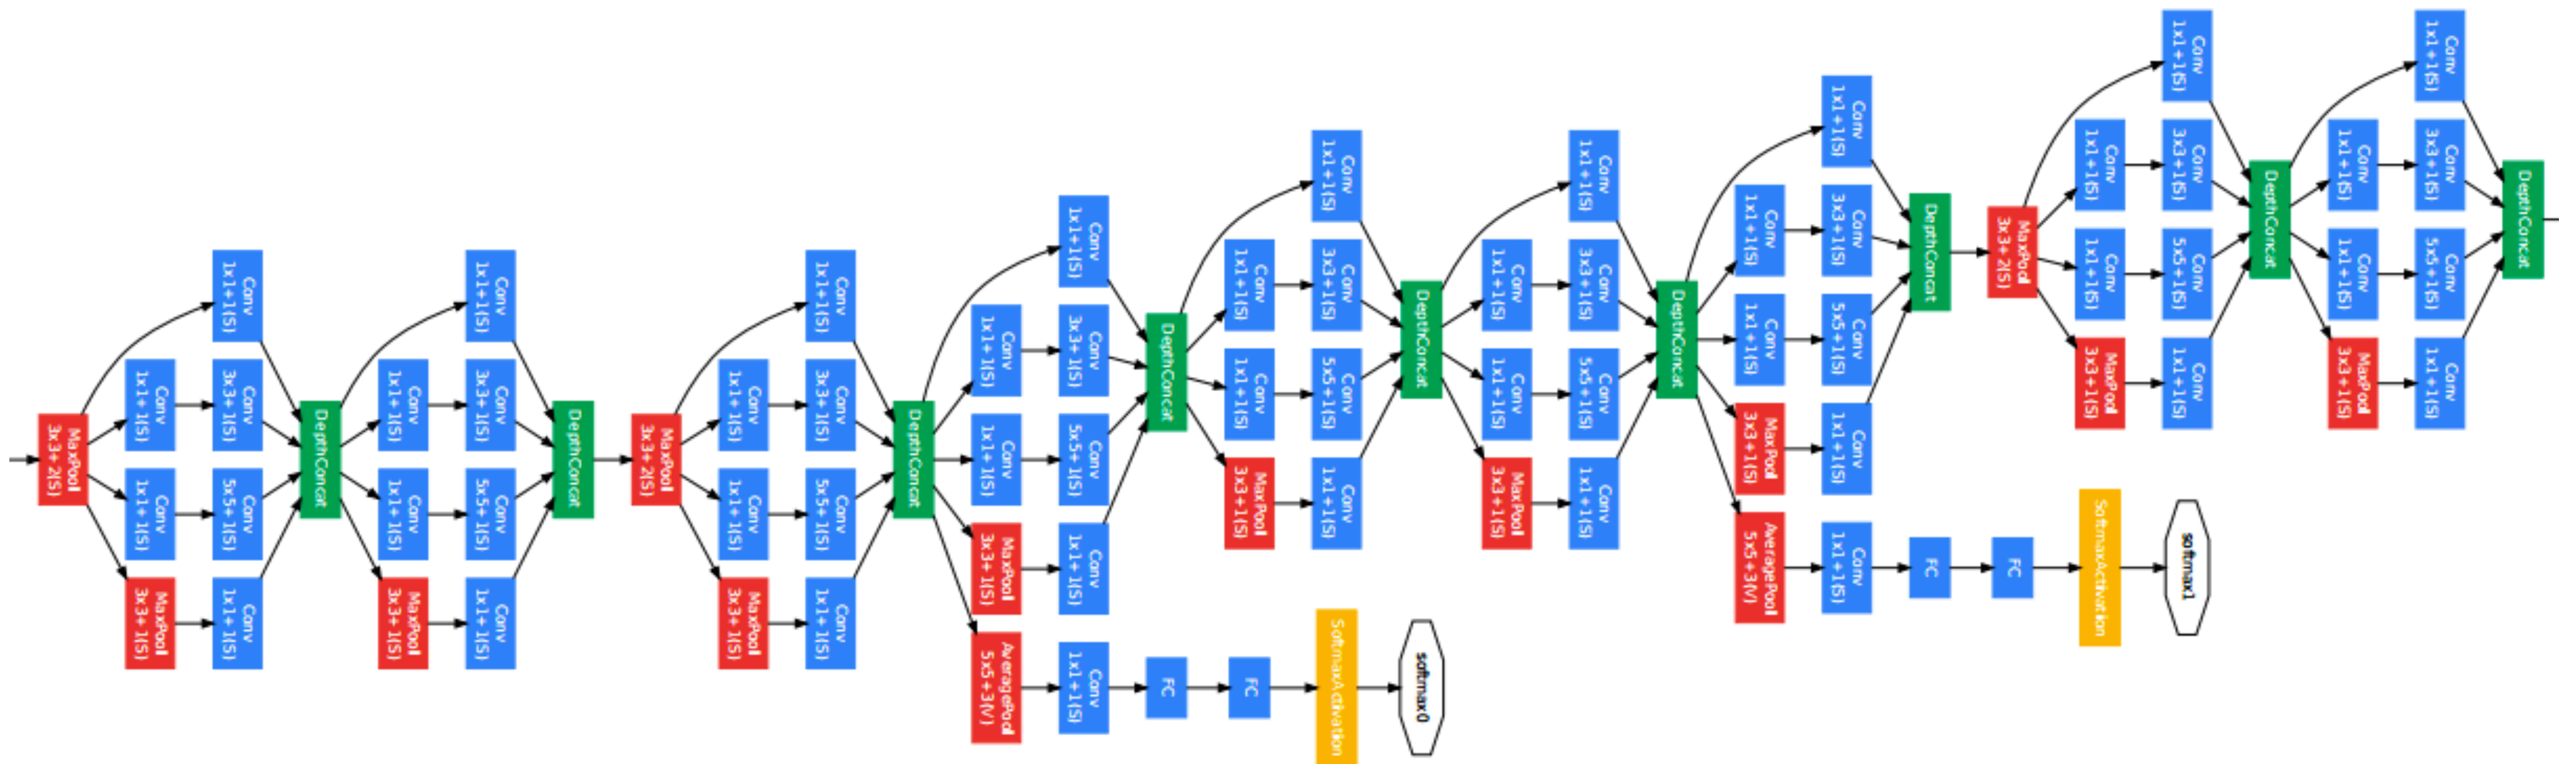 MaxPool
3x3+2(S)
Conv
1x1+1(S)
Conv
1x1+1(S)
MaxPool
3x3+1(S)
Conv
1x1+1(S)
Conv
3x3+1(S)
Conv
5x5+1(S)
Conv
1x1+1(S)
DepthConcat
Conv
1x1+1(S)
Conv
1x1+1(S)
MaxPool
3x3+1(S)
Conv
1x1+1(S)
Conv
3x3+1(S)
Conv
5x5+1(S)
Conv
1x1+1(S)
DepthConcat
MaxPool
3x3+2(S)
Conv
1x1+1(S)
Conv
1x1+1(S)
MaxPool
3x3+1(S)
Conv
1x1+1(S)
Conv
3x3+1(S)
Conv
5x5+1(S)
Conv
1x1+1(S)
DepthConcat
Conv
1x1+1(S)
Conv
1x1+1(S)
MaxPool
3x3+1(S)
AveragePool
5x5+3(V)
Conv
1x1+1(S)
Conv
3x3+1(S)
Conv
5x5+1(S)
Conv
1x1+1(S)
Conv
1x1+1(S)
DepthConcat
FC
FC
SoftmaxActivation
softmax0
Conv
1x1+1(S)
Conv
1x1+1(S)
MaxPool
3x3+1(S)
Conv
1x1+1(S)
Conv
3x3+1(S)
Conv
5x5+1(S)
Conv
1x1+1(S)
DepthConcat
Conv
1x1+1(S)
Conv
1x1+1(S)
MaxPool
3x3+1(S)
Conv
1x1+1(S)
Conv
3x3+1(S)
Conv
5x5+1(S)
Conv
1x1+1(S)
DepthConcat
Conv
1x1+1(S)
Conv
1x1+1(S)
MaxPool
3x3+1(S)
AveragePool
5x5+3(V)
Conv
1x1+1(S)
Conv
3x3+1(S)
Conv
5x5+1(S)
Conv
1x1+1(S)
Conv
1x1+1(S)
DepthConcat
FC
FC
SoftmaxActivation
softmax1
MaxPool
3x3+2(S)
Conv
1x1+1(S)
Conv
1x1+1(S)
MaxPool
3x3+1(S)
Conv
1x1+1(S)
Conv
3x3+1(S)
Conv
5x5+1(S)
Conv
1x1+1(S)
DepthConcat
Conv
1x1+1(S)
Conv
1x1+1(S)
MaxPool
3x3+1(S)
Conv
1x1+1(S)
Conv
3x3+1(S)
Conv
5x5+1(S)
Conv
1x1+1(S)
DepthConcat